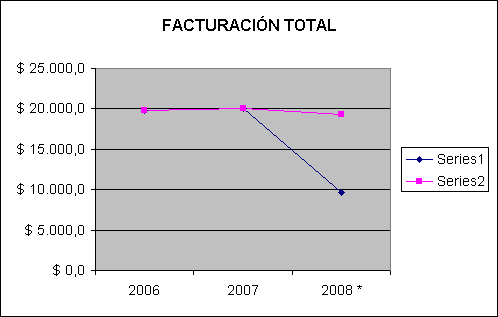 FACTURACIÓN TOTAL
$ 25.000,0
$ 20.000,0
$ 15.000,0
$ 10.000,0
$ 5.000,0
$ 0,0
2006 2007 2008 *
Series1
Series2